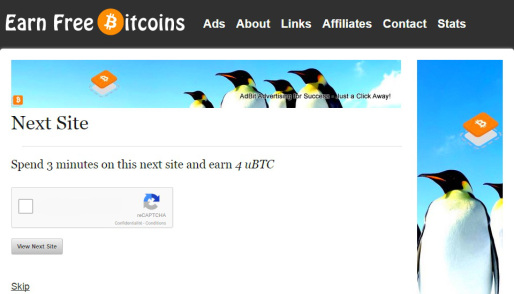 Earn Free Bitcoins Ads About Links Affiliates Contact Stats
AdBit Advertising for Success - Just a Click Away!
Next Site
Spend 3 minutes on this next site and earn 4 uBTC
reCAPTCHA
Confidentialité - Conditions
View Next Site
Skip